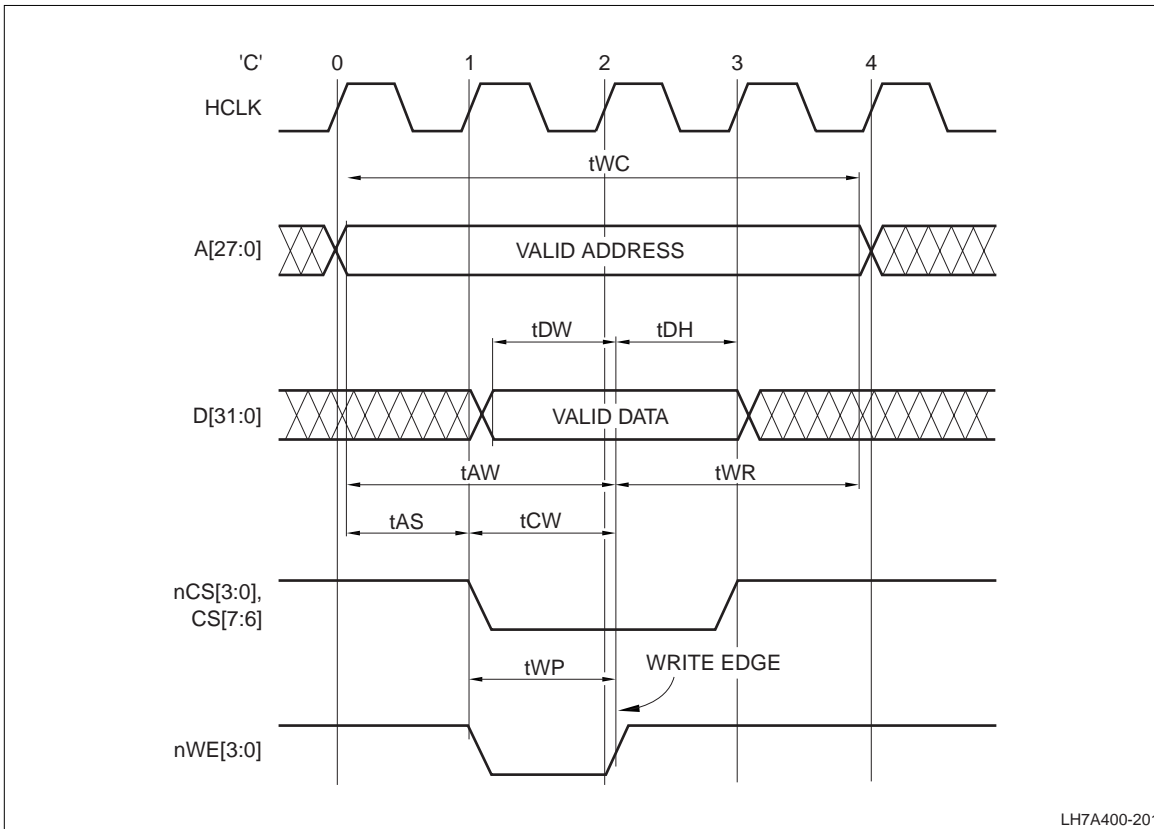 'C' 0 1 2 3 4
HCLK
tWC
A[27:0] VALID ADDRESS
tDW tDH
D[31:0] VALID DATA
tAW tWR
tAS tCW
nCS[3:0],
CS[7:6]
tWP WRITE EDGE
nWE[3:0]
LH7A400-201